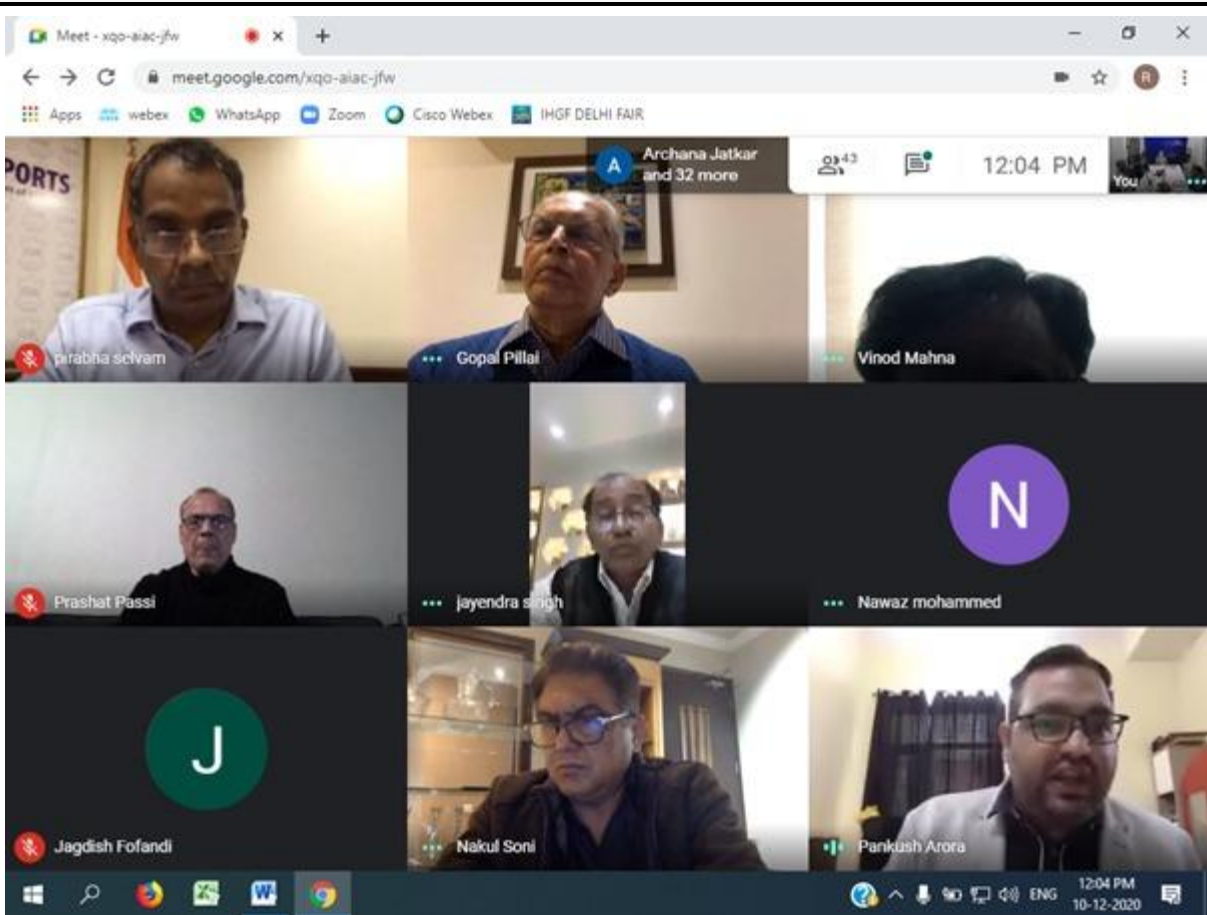 Meet - xqo-aiac-jfw
meet.google.com/xqo-aiac-jfw
R
Apps webex WhatsApp Zoom Cisco Webex IHGF DELHI FAIR
PORTS
A
Archana Jatkar
and 32 more
43
12:04 PM
You
pirabha selvam
Gopal Pillai
Vinod Mahna
N
Prashat Passi
jayendra singh
Nawaz mohammed
J
Jagdish Fofandi
Nakul Soni
Pankush Arora
ENG
12:04 PM
10-12-2020